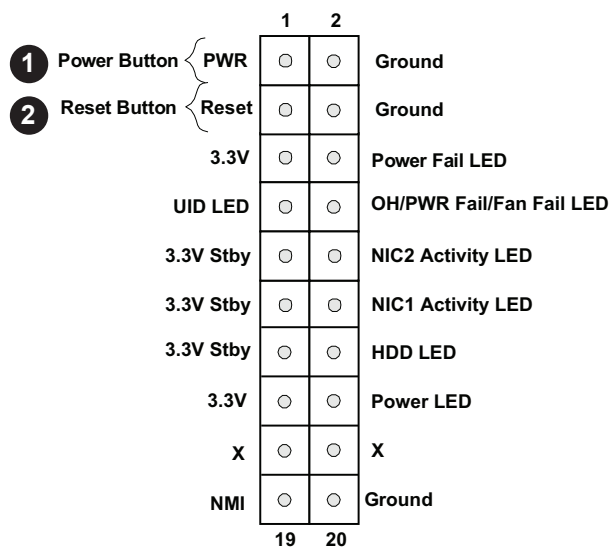 1 2
1 Power Button PWR Ground
2 Reset Button Reset Ground
3.3V Power Fail LED
UID LED OH/PWR Fail/Fan Fail LED
3.3V Stby NIC2 Activity LED
3.3V Stby NIC1 Activity LED
3.3V Stby HDD LED
3.3V Power LED
X X
NMI Ground
19 20